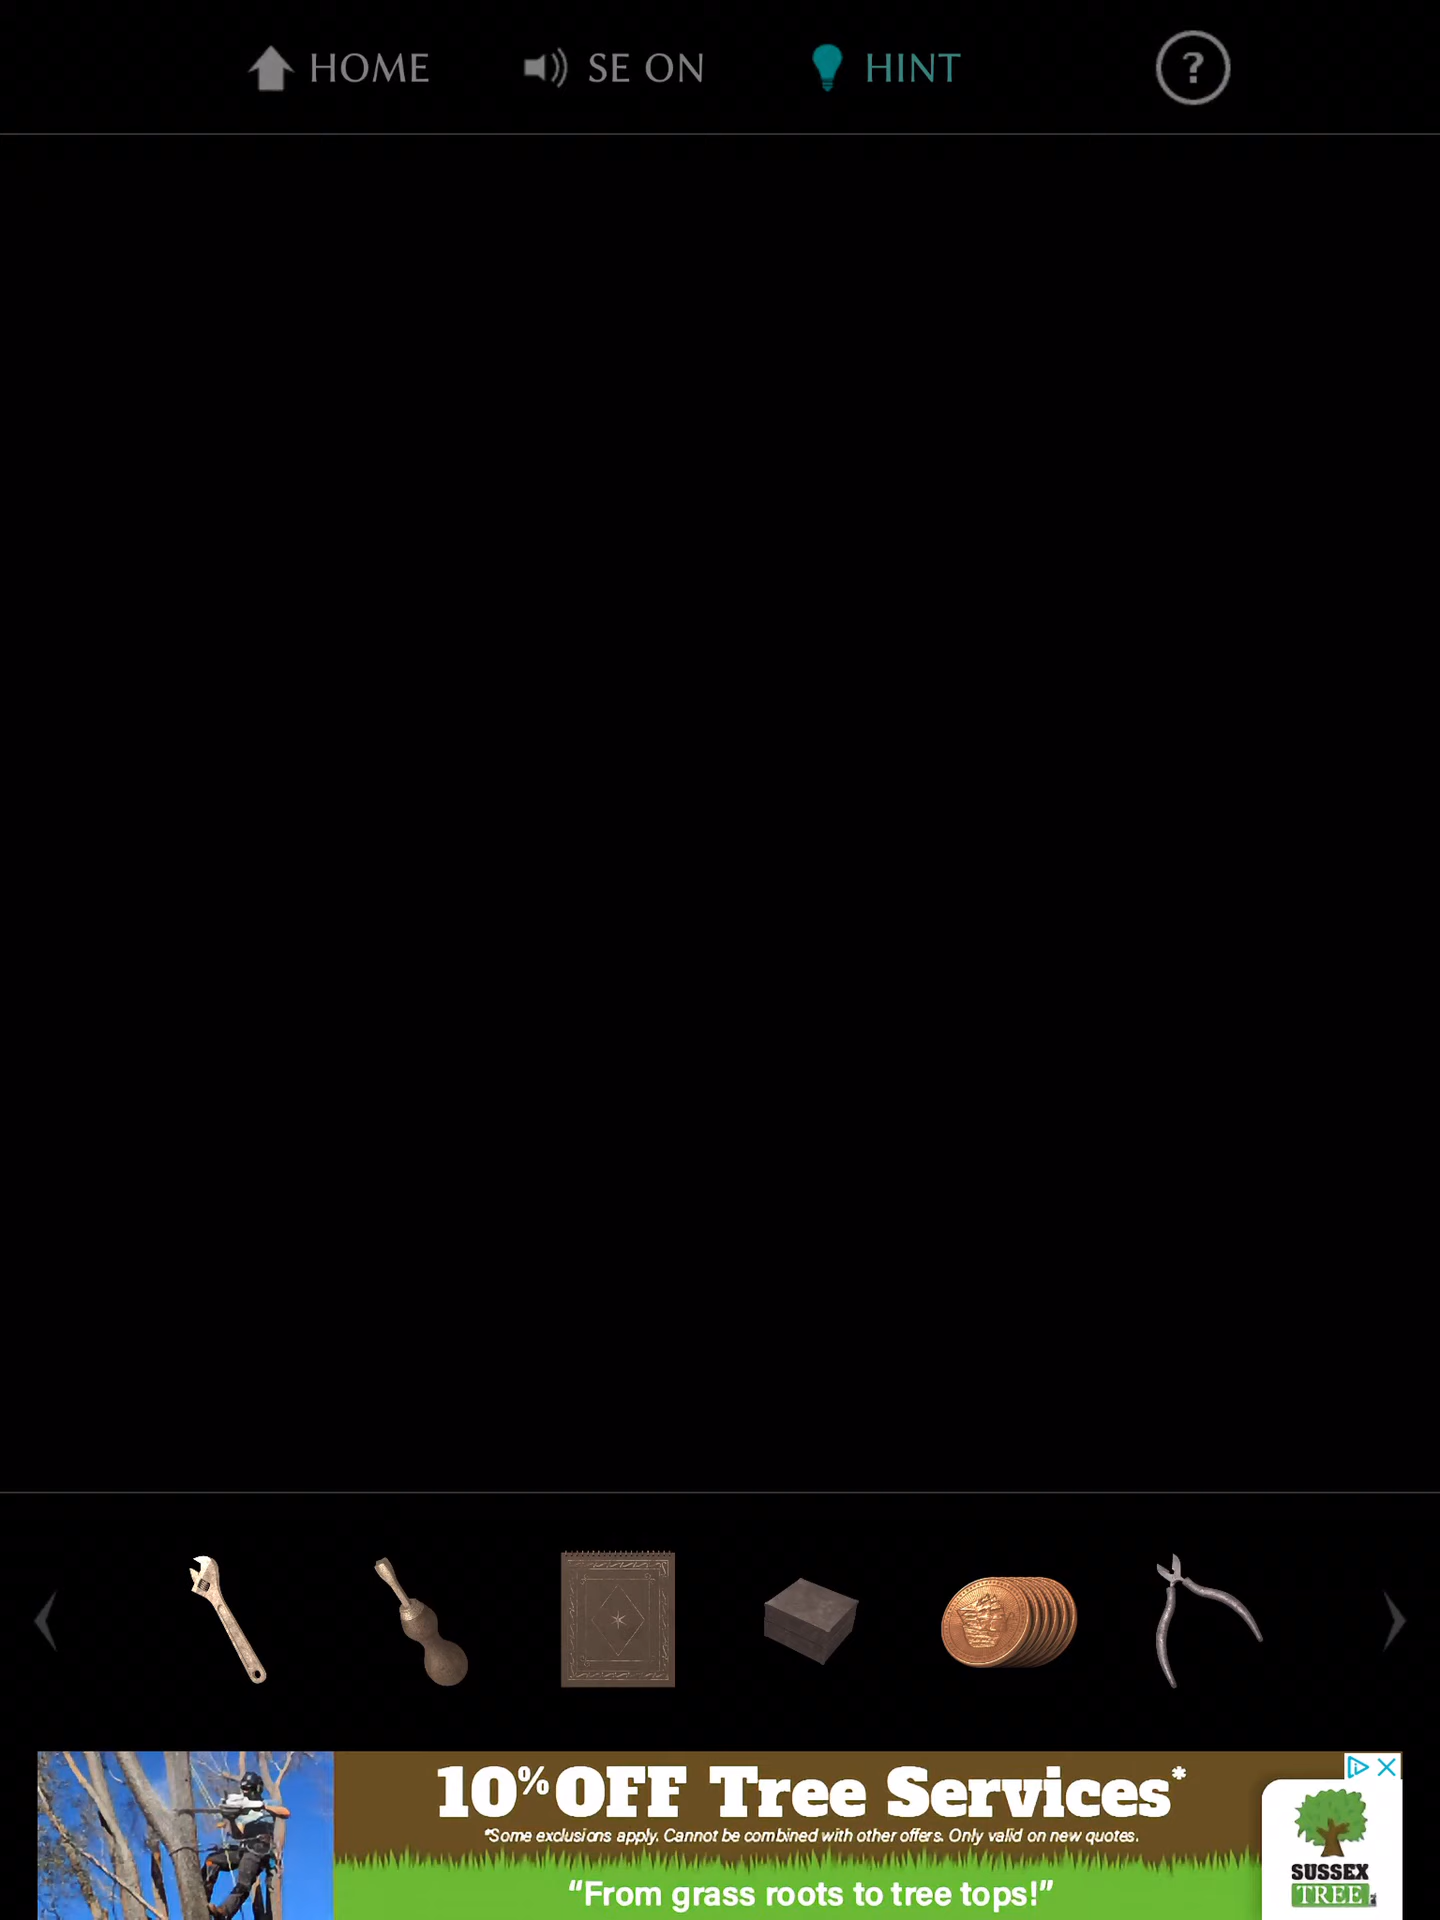 HOME SE ON HINT ?
10% OFF Tree Services*
*Some exclusions apply. Cannot be combined with other offers. Only valid on new quotes.
“From grass roots to tree tops!”
SUSSEX
TREE